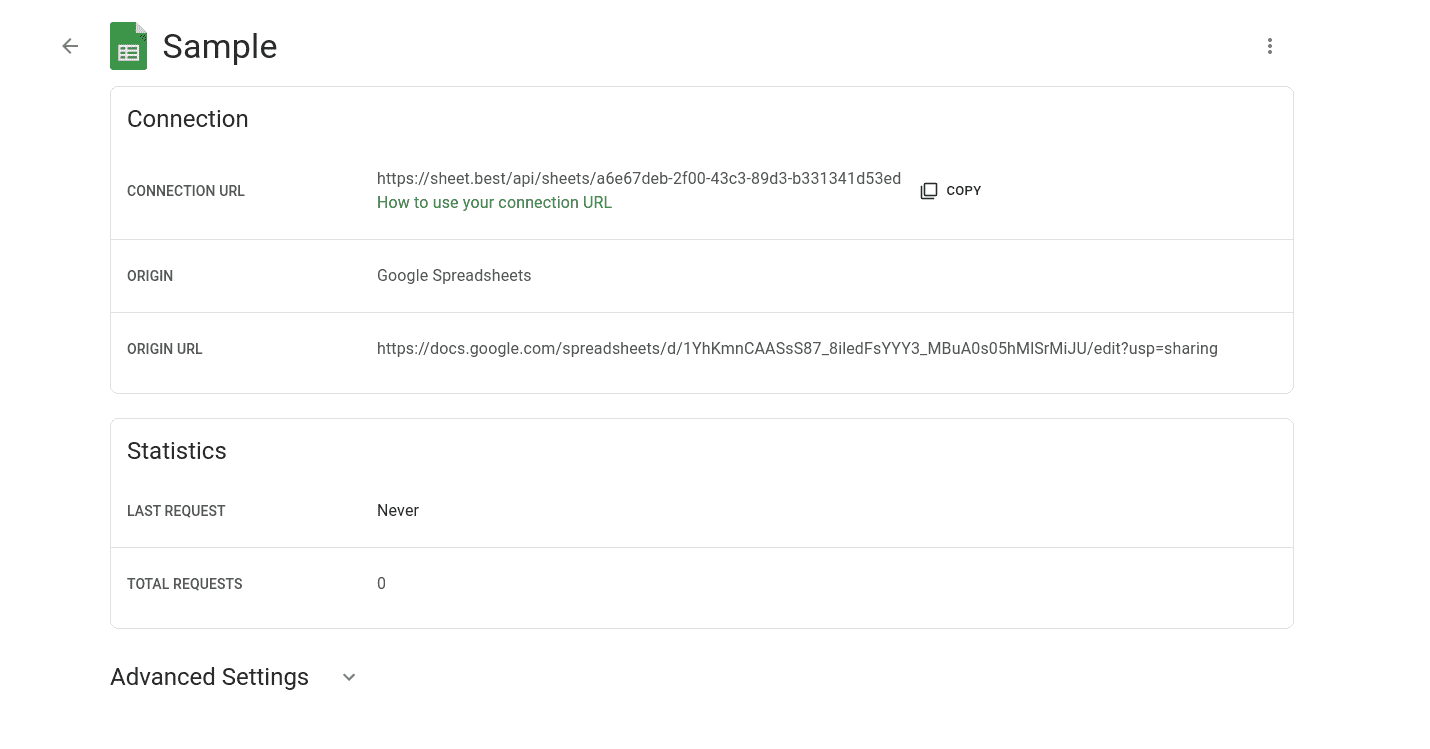 Sample
Connection
CONNECTION URL
https://sheet.best/api/sheets/a6e67deb-2f00-43c3-89d3-b331341d53ed
How to use your connection URL
COPY
ORIGIN
Google Spreadsheets
ORIGIN URL
https://docs.google.com/spreadsheets/d/1YhKmnCAASsS87_8iledFsYYY3_MBuA0s05hMISrMiJU/edit?usp=sharing
Statistics
LAST REQUEST
Never
TOTAL REQUESTS
0
Advanced Settings